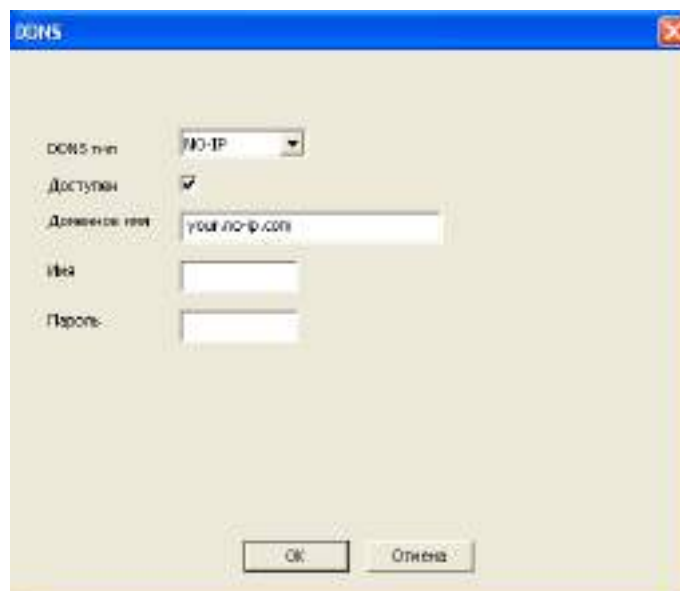 DDNS
DDNS тип
NO-IP
Доступен
Доменное имя
your.no-ip.com
Имя
Пароль
OK
Отмена